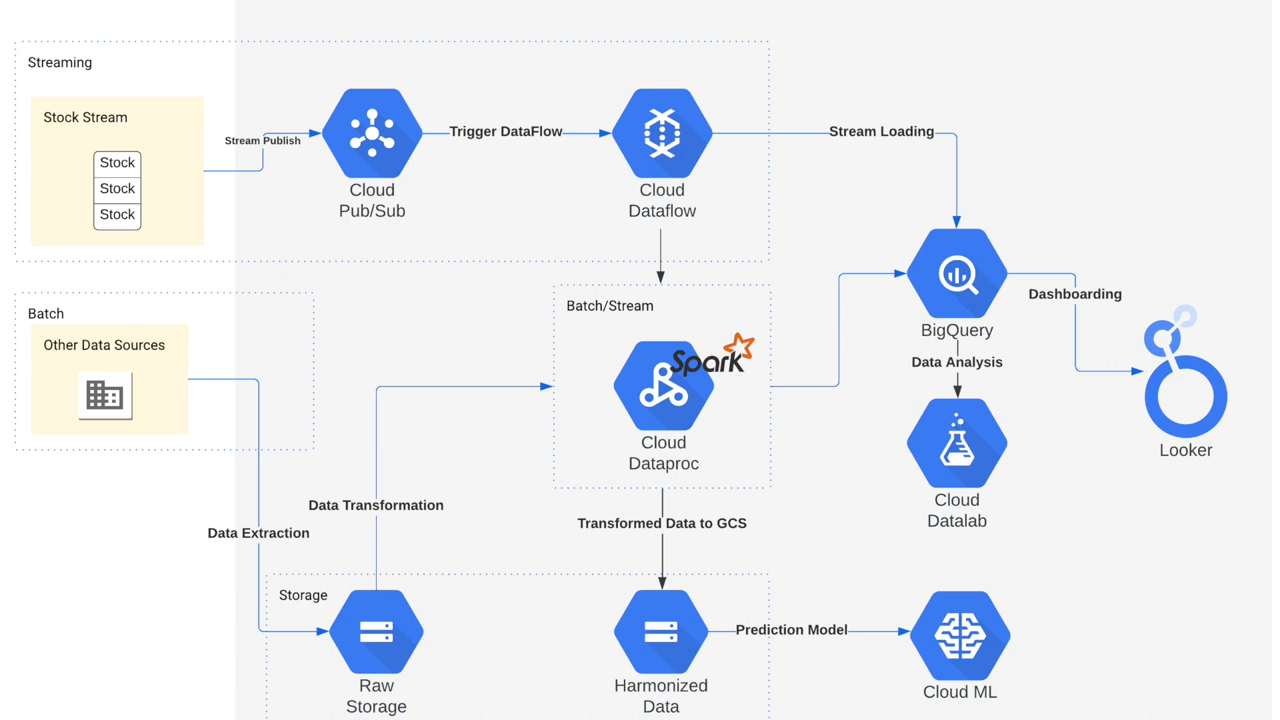 Streaming
Stock Stream
Stock
Stock
Stock
Stream Publish
Cloud
Pub/Sub
Trigger DataFlow
Cloud
Dataflow
Stream Loading
Batch
Other Data Sources
Batch/Stream
Spark
Cloud
Dataproc
BigQuery
Dashboarding
Looker
Data Analysis
Cloud
Datalab
Data Transformation
Data Extraction
Transformed Data to GCS
Storage
Raw
Storage
Harmonized
Data
Prediction Model
Cloud ML